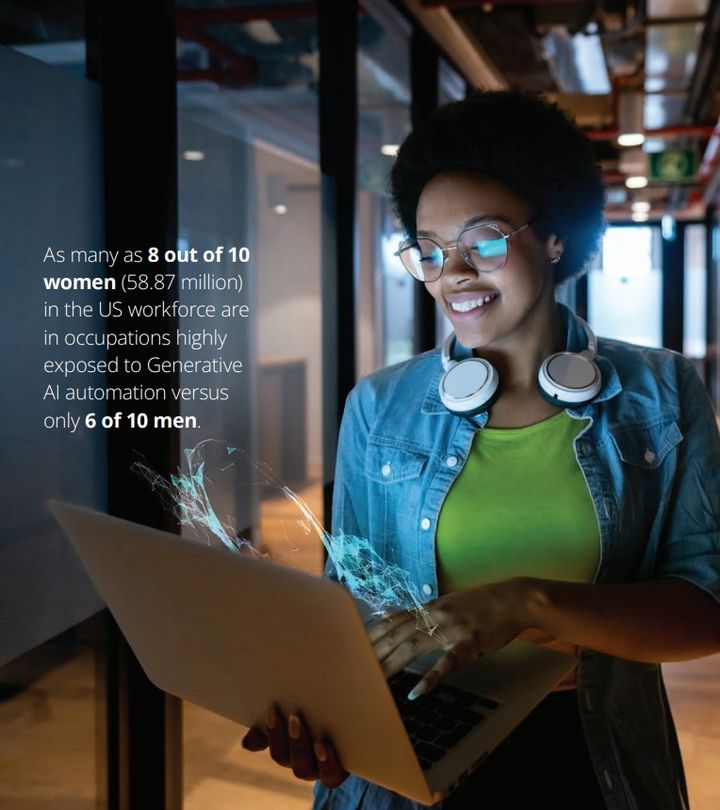 As many as 8 out of 10
women (58.87 million)
in the US workforce are
in occupations highly
exposed to Generative
AI automation versus
only 6 of 10 men.